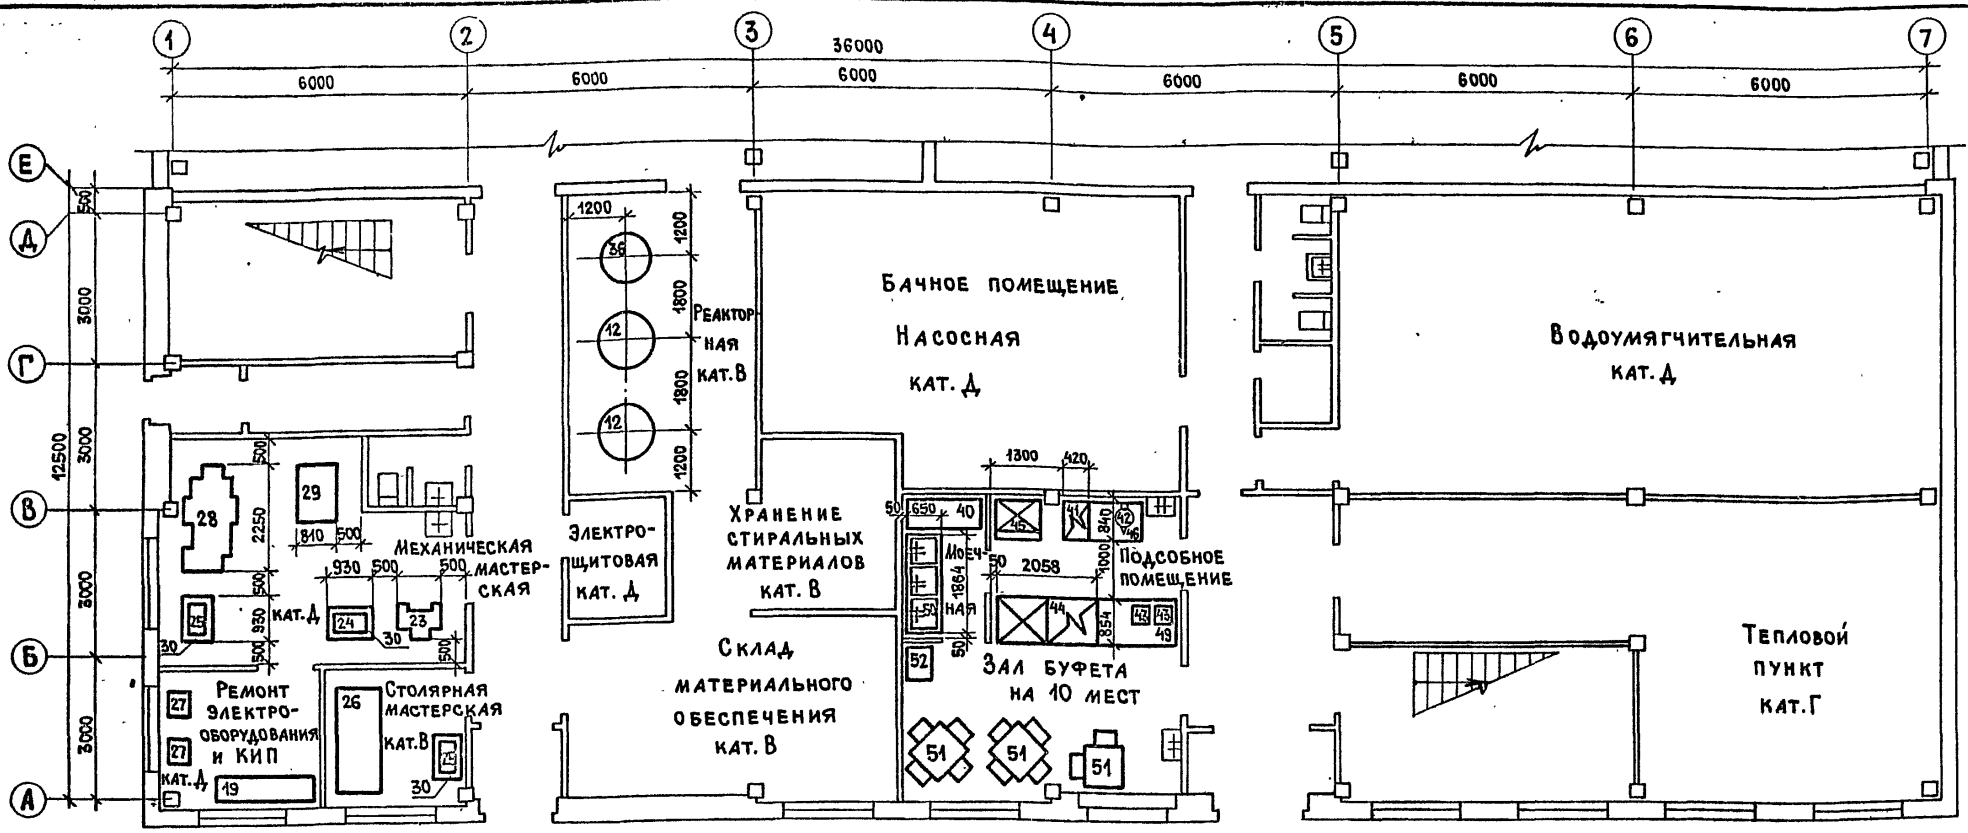 1 2 3 4 5 6 7
36000
6000 6000 6000 6000 6000 6000
Е
Д
Г
В
Б
А
500
3000
3000
3000
3000
12500
1200
36
12
12
1200
1800
1800
1200
РЕАКТОР-
НАЯ
КАТ. В
БАЧНОЕ ПОМЕЩЕНИЕ
НАСОСНАЯ
КАТ. Д
ВОДОУМЯГЧИТЕЛЬНАЯ
КАТ. Д
28
29
500
2250
500
930
500
810 500
МЕХАНИЧЕСКАЯ
МАСТЕР-
СКАЯ
КАТ. Д
930 500 500
25
30
24
30
23
500
ЭЛЕКТРО-
ЩИТОВАЯ
КАТ. Д
ХРАНЕНИЕ
СТИРАЛЬНЫХ
МАТЕРИАЛОВ
КАТ. В
1300 420
50 650 40
45
41
840
42
46
МОЕЧ-
НАЯ
1864
50
50
50
2058
1000
ПОДСОБНОЕ
ПОМЕЩЕНИЕ
44
854
43 43
49
52
РЕМОНТ
ЭЛЕКТРО-
ОБОРУДОВАНИЯ
И КИП
КАТ. Д
27
27
19
26
СТОЛЯРНАЯ
МАСТЕРСКАЯ
КАТ. В
25
30
СКЛАД
МАТЕРИАЛЬНОГО
ОБЕСПЕЧЕНИЯ
КАТ. В
ЗАЛ БУФЕТА
НА 10 МЕСТ
51 51 51
ТЕПЛОВОЙ
ПУНКТ
КАТ. Г